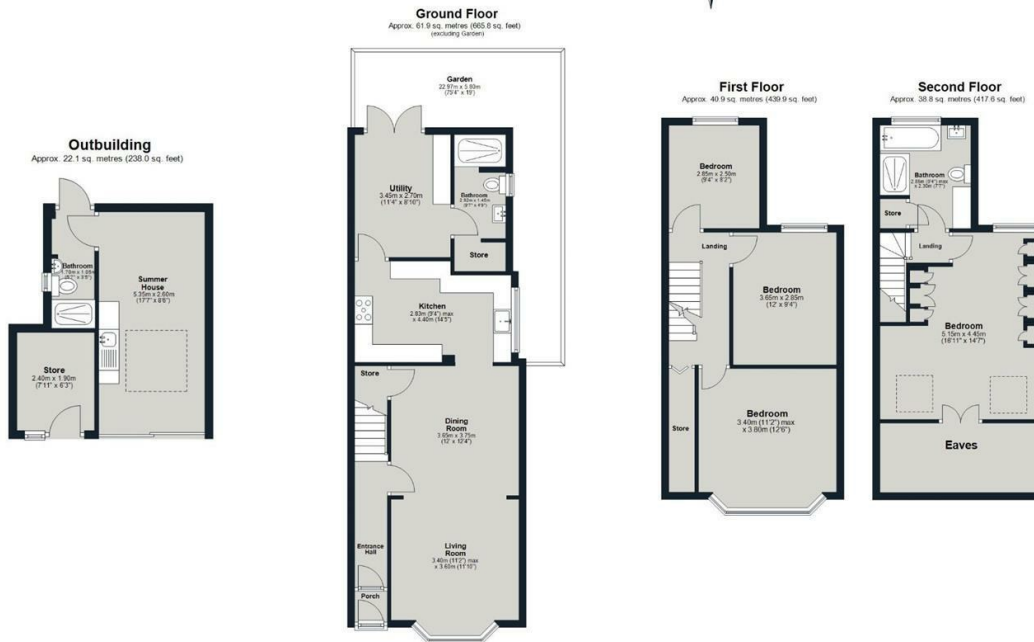 Ground Floor
Approx. 61.9 sq. metres (665.8 sq. feet)
(excluding Garden)
Garden
22.97m x 5.80m
Utility
3.45m x 2.70m
(11'4" x 8'10")
Bathroom
Store
Kitchen
2.83m (9'4") max
x 4.40m (14'5")
Store
Dining
Room
3.65m x 3.75m
(12' x 12'4")
Entrance
Hall
Living
Room
3.40m (11'2") max
x 3.60m (11'10")
Porch
Outbuilding
Approx. 22.1 sq. metres (238.0 sq. feet)
Bathroom
Summer
House
5.35m x 2.60m
(17'7" x 8'6")
Store
2.40m x 1.90m
(7'11" x 6'3")
First Floor
Approx. 40.9 sq. metres (439.9 sq. feet)
Bedroom
2.85m x 2.50m
(9'4" x 8'2")
Landing
Bedroom
3.65m x 2.85m
(12' x 9'4")
Store
Bedroom
3.40m (11'2") max
x 3.80m (12'6")
Second Floor
Approx. 38.8 sq. metres (417.6 sq. feet)
Bathroom
Store
Landing
Bedroom
5.15m x 4.45m
(16'11" x 14'7")
Eaves